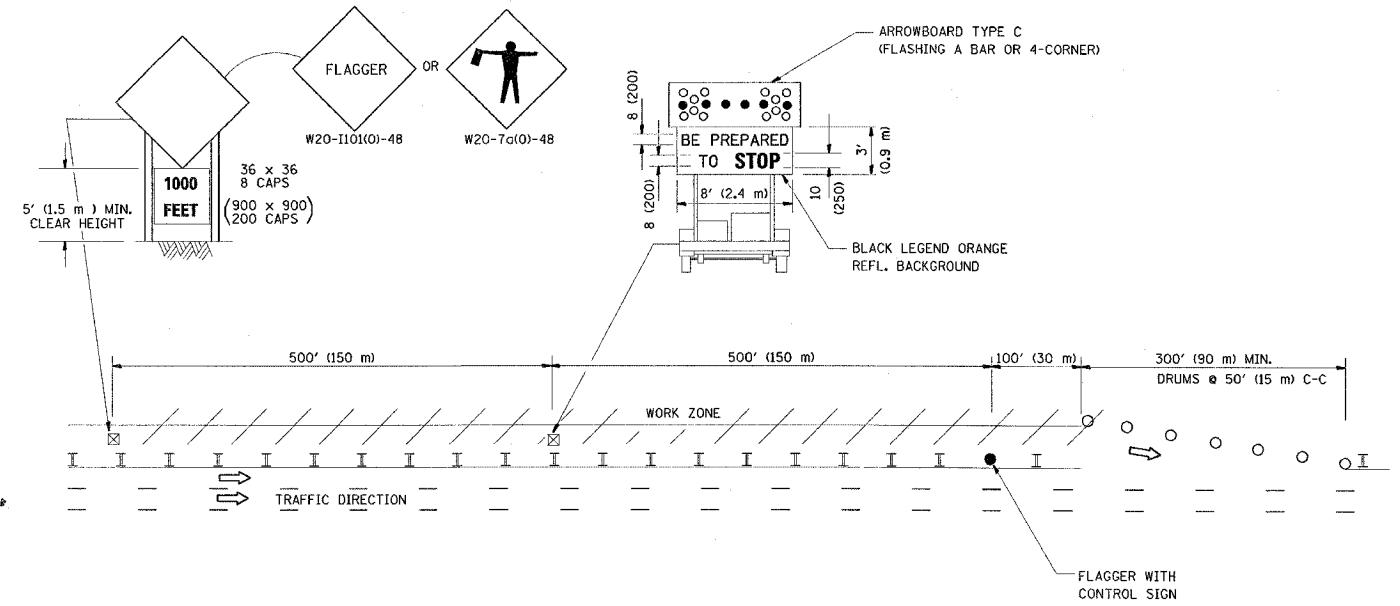 ARROWBOARD TYPE C
(FLASHING A BAR OR 4-CORNER)
FLAGGER
OR
W20-I101(O)-48
W20-7a(O)-48
8 (200)
BE PREPARED
TO STOP
3'
(0.9 m)
8 (200)
8' (2.4 m)
10
(250)
1000
FEET
36 x 36
8 CAPS
(900 x 900)
200 CAPS
5' (1.5 m ) MIN.
CLEAR HEIGHT
BLACK LEGEND ORANGE
REFL. BACKGROUND
500' (150 m)
500' (150 m)
100' (30 m)
300' (90 m) MIN.
DRUMS @ 50' (15 m) C-C
WORK ZONE
TRAFFIC DIRECTION
FLAGGER WITH
CONTROL SIGN